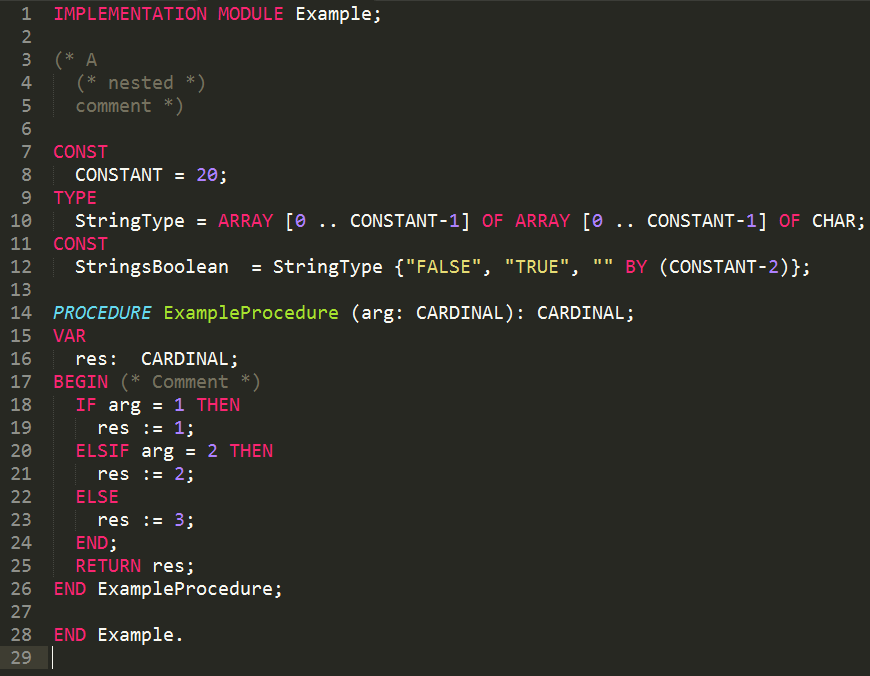 1 IMPLEMENTATION MODULE Example;
2
3 (* A
4   (* nested *)
5   comment *)
6
7 CONST
8   CONSTANT = 20;
9 TYPE
10   StringType = ARRAY [0 .. CONSTANT-1] OF ARRAY [0 .. CONSTANT-1] OF CHAR;
11 CONST
12   StringsBoolean  = StringType {"FALSE", "TRUE", "" BY (CONSTANT-2)};
13
14 PROCEDURE ExampleProcedure (arg: CARDINAL): CARDINAL;
15 VAR
16   res:  CARDINAL;
17 BEGIN (* Comment *)
18   IF arg = 1 THEN
19     res := 1;
20   ELSIF arg = 2 THEN
21     res := 2;
22   ELSE
23     res := 3;
24   END;
25   RETURN res;
26 END ExampleProcedure;
27
28 END Example.
29